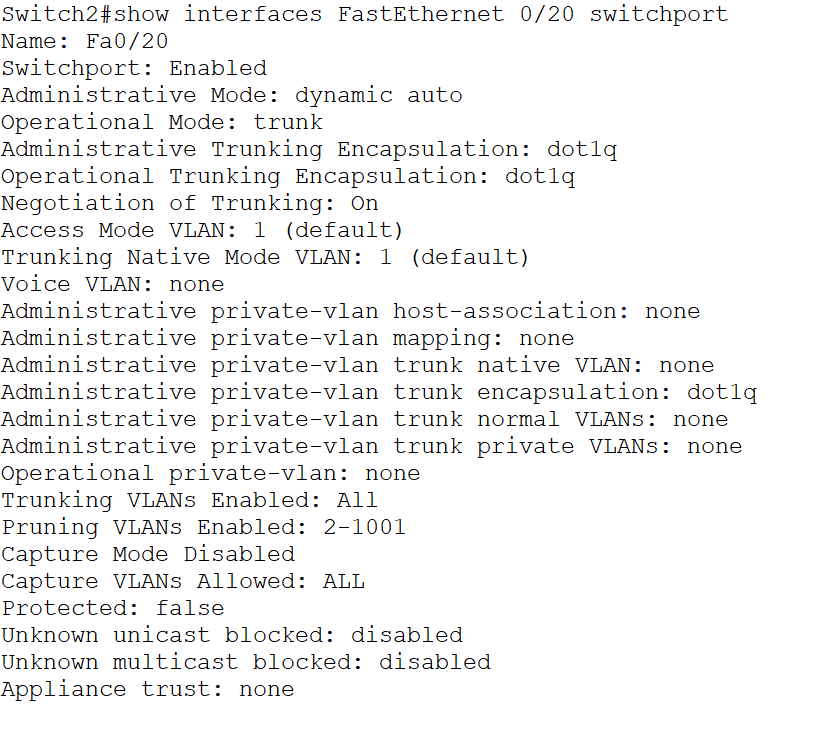 Switch2#show interfaces FastEthernet 0/20 switchport
Name: Fa0/20
Switchport: Enabled
Administrative Mode: dynamic auto
Operational Mode: trunk
Administrative Trunking Encapsulation: dot1q
Operational Trunking Encapsulation: dot1q
Negotiation of Trunking: On
Access Mode VLAN: 1 (default)
Trunking Native Mode VLAN: 1 (default)
Voice VLAN: none
Administrative private-vlan host-association: none
Administrative private-vlan mapping: none
Administrative private-vlan trunk native VLAN: none
Administrative private-vlan trunk encapsulation: dot1q
Administrative private-vlan trunk normal VLANs: none
Administrative private-vlan trunk private VLANs: none
Operational private-vlan: none
Trunking VLANs Enabled: All
Pruning VLANs Enabled: 2-1001
Capture Mode Disabled
Capture VLANs Allowed: ALL
Protected: false
Unknown unicast blocked: disabled
Unknown multicast blocked: disabled
Appliance trust: none